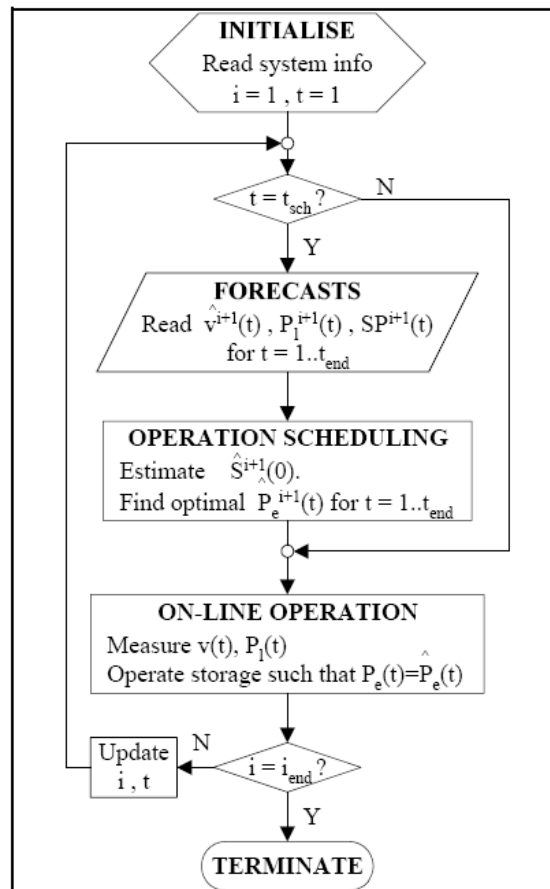 INITIALISE
Read system info
i = 1 , t = 1
t = t_sch ?
N
Y
FORECASTS
Read v̂^{i+1}(t) , P_l^{i+1}(t) , SP^{i+1}(t)
for t = 1..t_end
OPERATION SCHEDULING
Estimate Ŝ^{i+1}(0).
Find optimal P̂_e^{i+1}(t) for t = 1..t_end
ON-LINE OPERATION
Measure v(t), P_l(t)
Operate storage such that P_e(t)=P̂_e(t)
Update
i , t
N
i = i_end ?
Y
TERMINATE